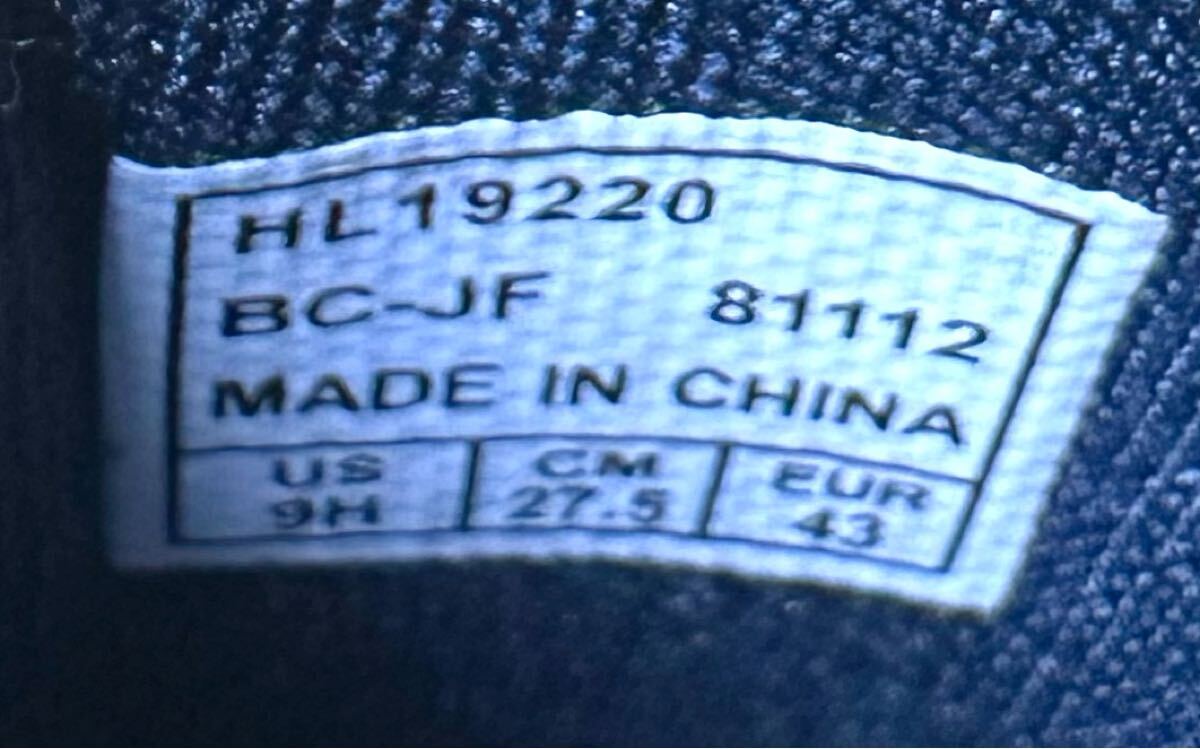 HL19220
BC-JF 81112
MADE IN CHINA
US CM EUR
9H 27.5 43